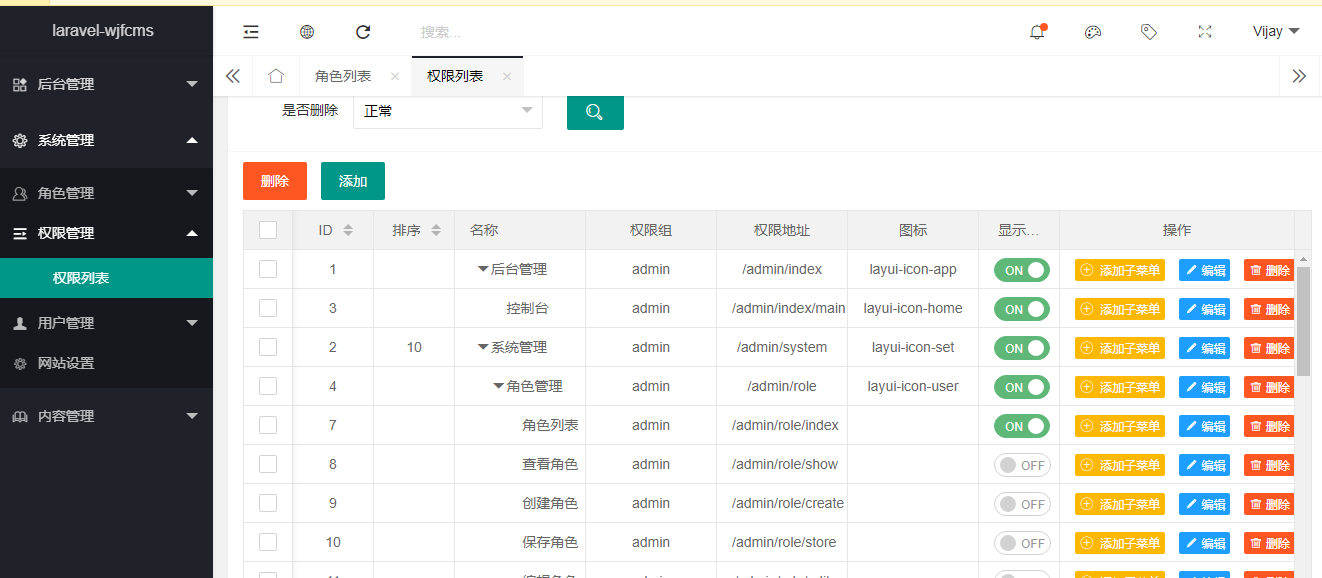 laravel-wjfcms
搜索...
Vijay
后台管理
系统管理
角色管理
权限管理
权限列表
用户管理
网站设置
内容管理
角色列表 × 权限列表 ×
是否删除 正常
删除 添加
ID 排序 名称 权限组 权限地址 图标 显示... 操作
1 后台管理 admin /admin/index layui-icon-app ON 添加子菜单 编辑 删除
3 控制台 admin /admin/index/main layui-icon-home ON 添加子菜单 编辑 删除
2 10 系统管理 admin /admin/system layui-icon-set ON 添加子菜单 编辑 删除
4 角色管理 admin /admin/role layui-icon-user ON 添加子菜单 编辑 删除
7 角色列表 admin /admin/role/index ON 添加子菜单 编辑 删除
8 查看角色 admin /admin/role/show OFF 添加子菜单 编辑 删除
9 创建角色 admin /admin/role/create OFF 添加子菜单 编辑 删除
10 保存角色 admin /admin/role/store OFF 添加子菜单 编辑 删除